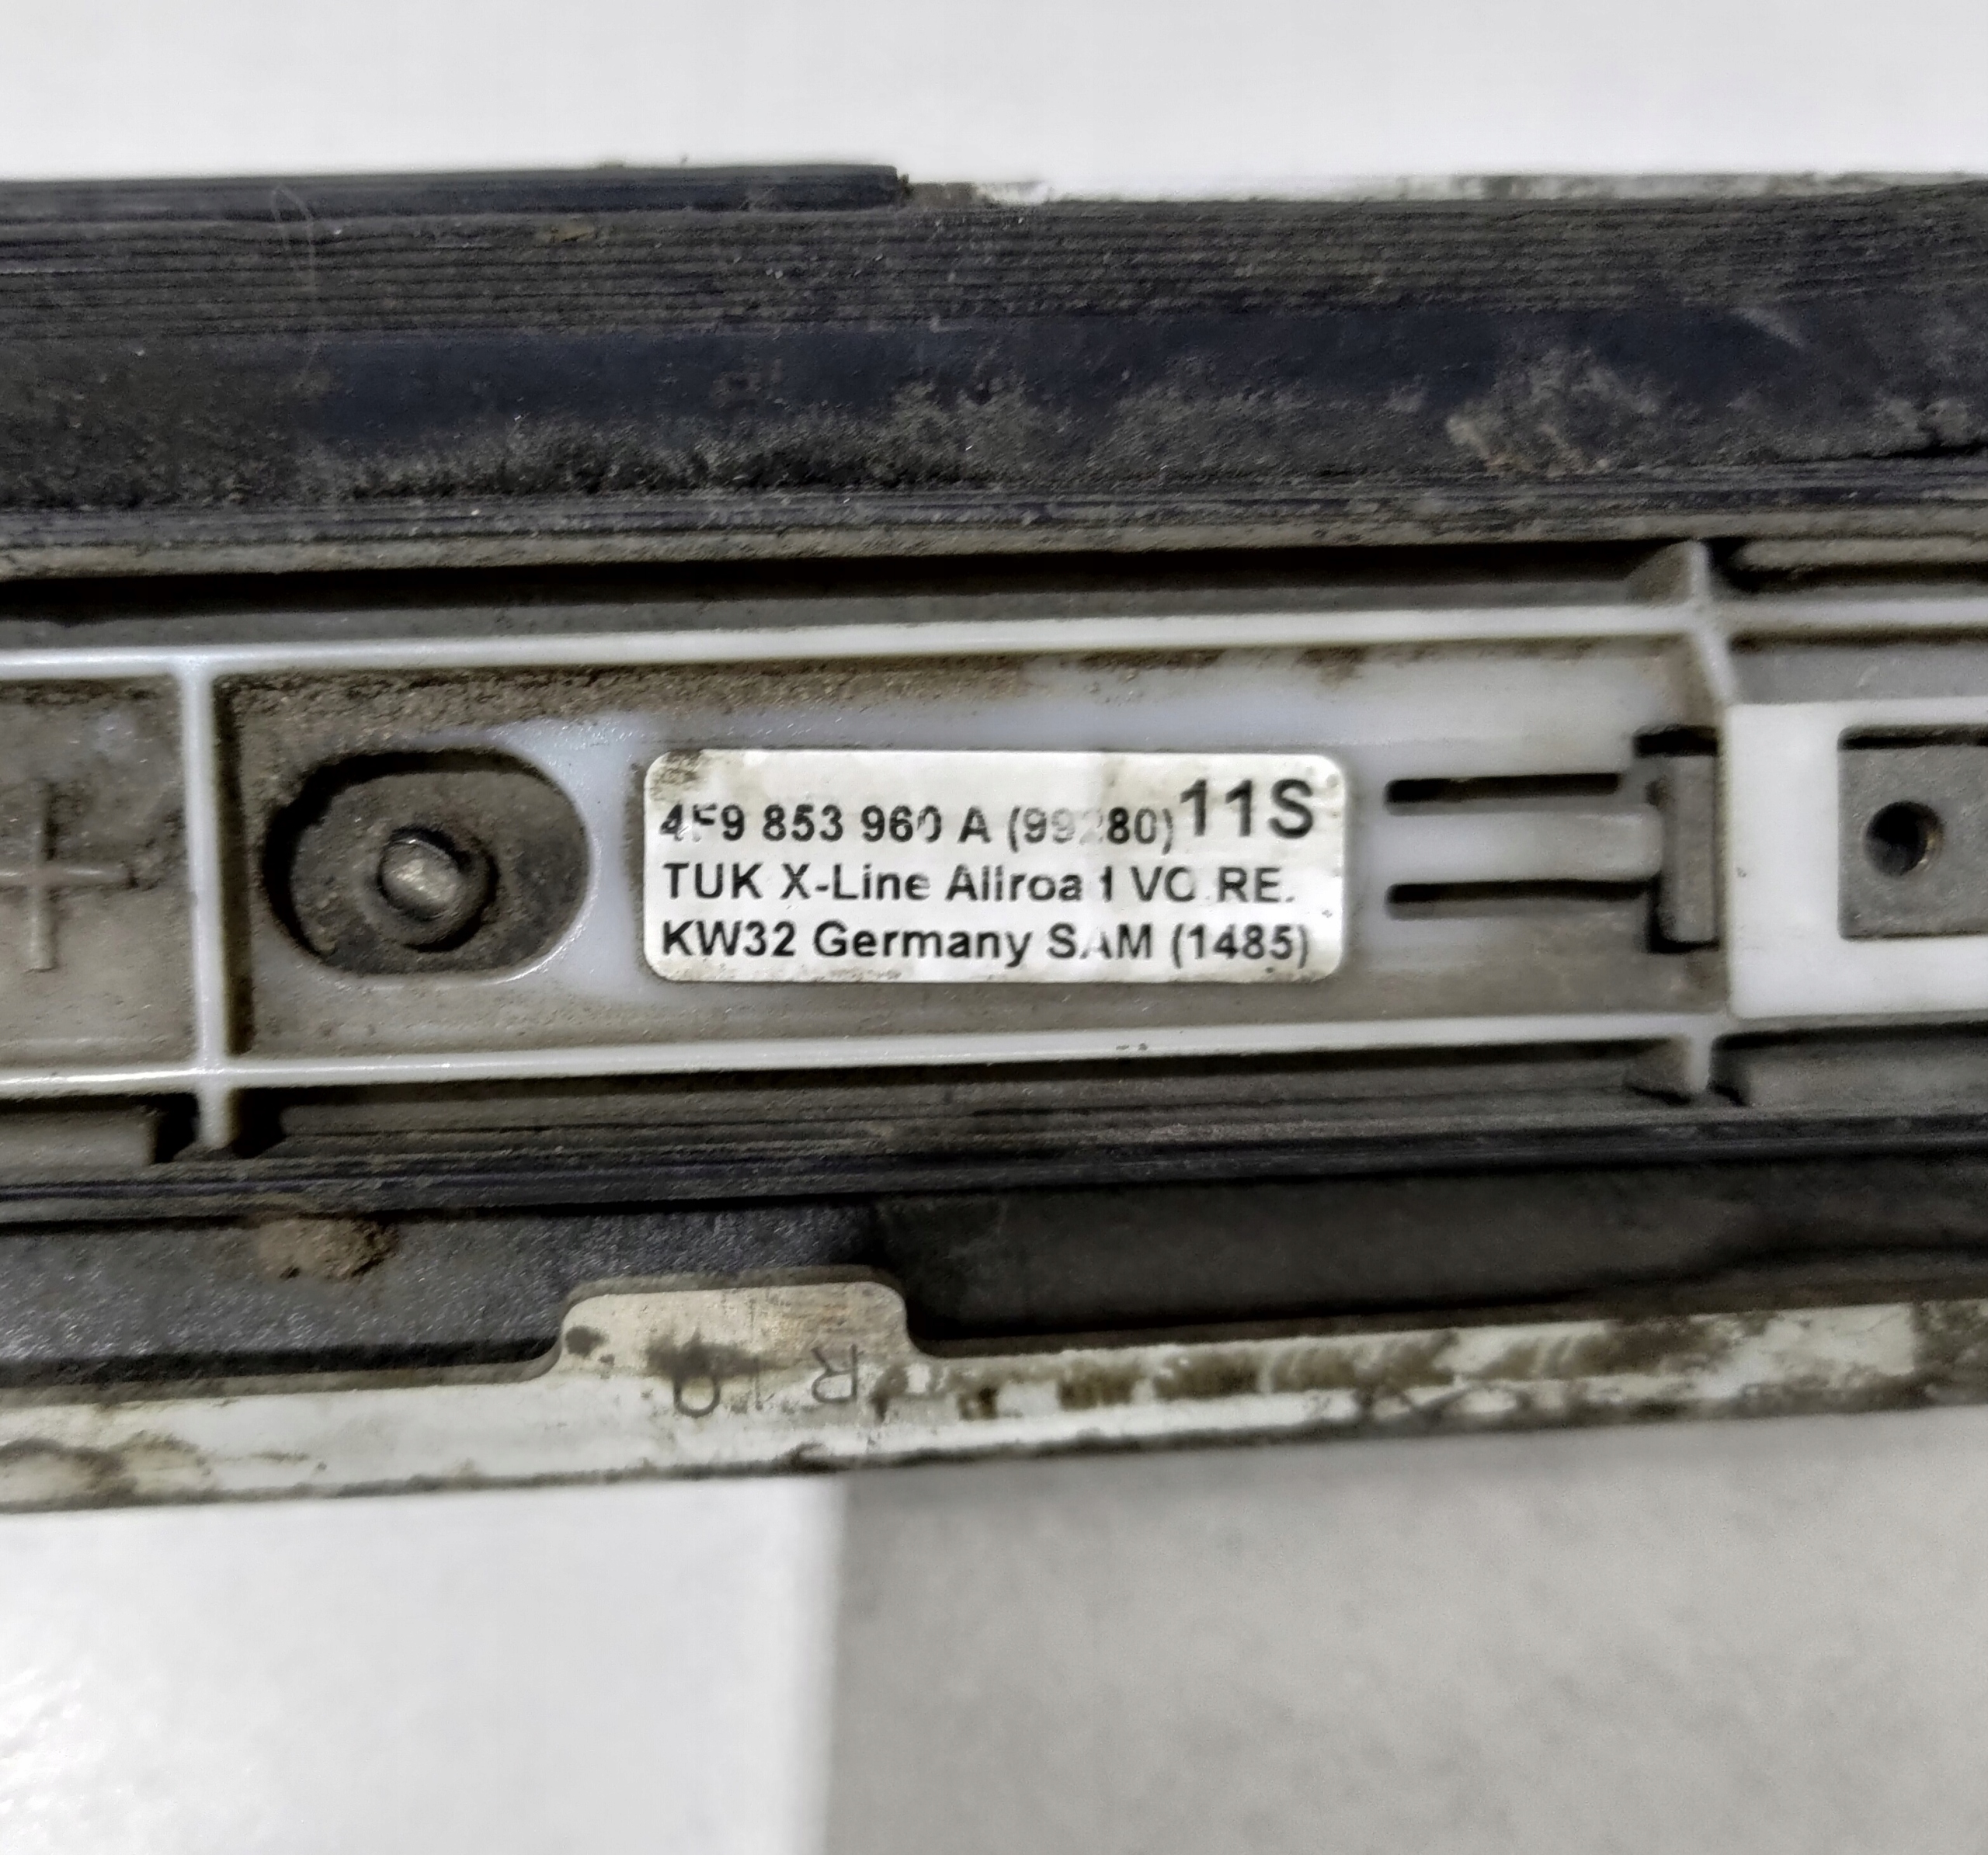 4F9 853 960 A (99280) 11S
TUK X-Line Allroad VO.RE.
KW32 Germany SAM (1485)